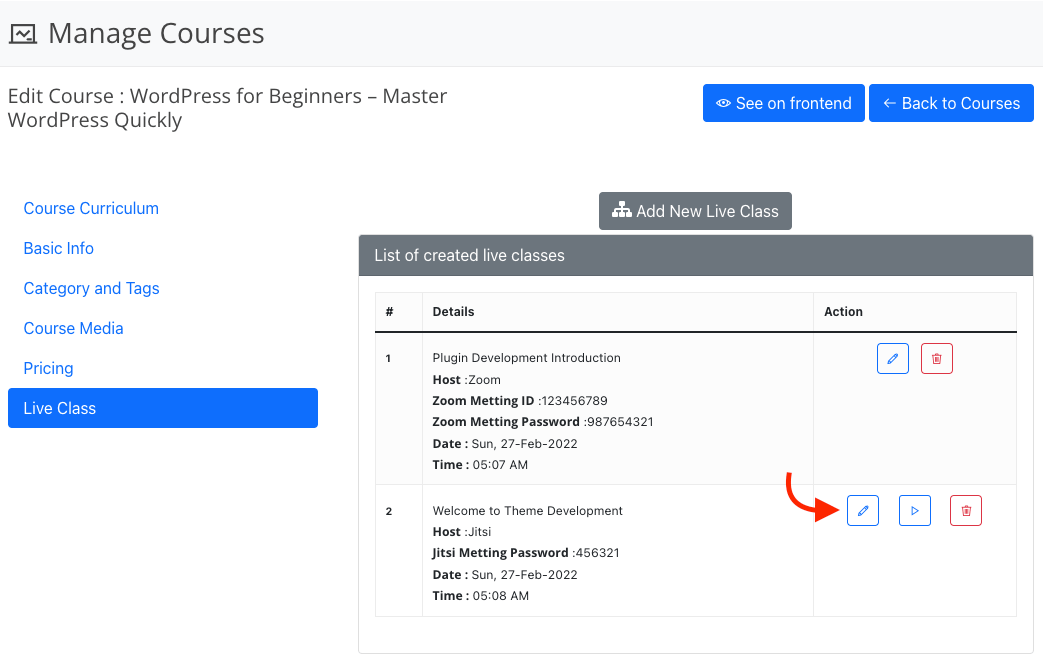 Manage Courses
Edit Course : WordPress for Beginners – Master
WordPress Quickly
See on frontend
← Back to Courses
Course Curriculum
Basic Info
Category and Tags
Course Media
Pricing
Live Class
Add New Live Class
List of created live classes
# Details Action
1 Plugin Development Introduction
Host :Zoom
Zoom Metting ID :123456789
Zoom Metting Password :987654321
Date : Sun, 27-Feb-2022
Time : 05:07 AM
2 Welcome to Theme Development
Host :Jitsi
Jitsi Metting Password :456321
Date : Sun, 27-Feb-2022
Time : 05:08 AM